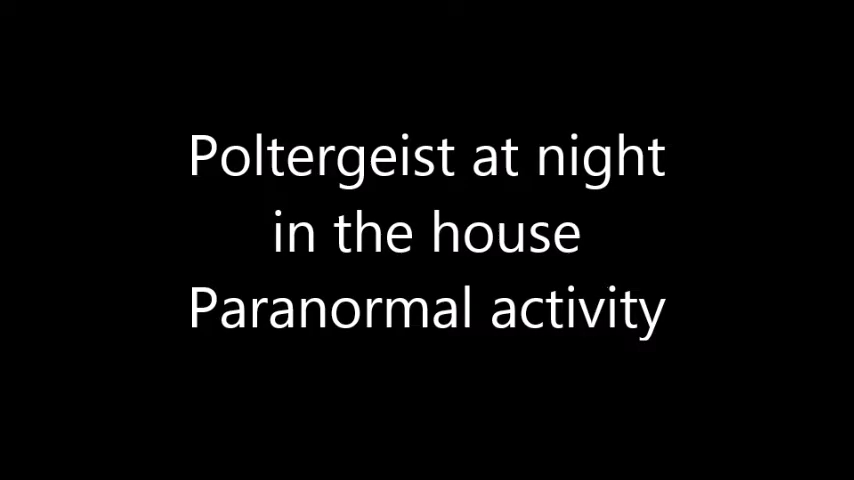 Poltergeist at night
in the house
Paranormal activity